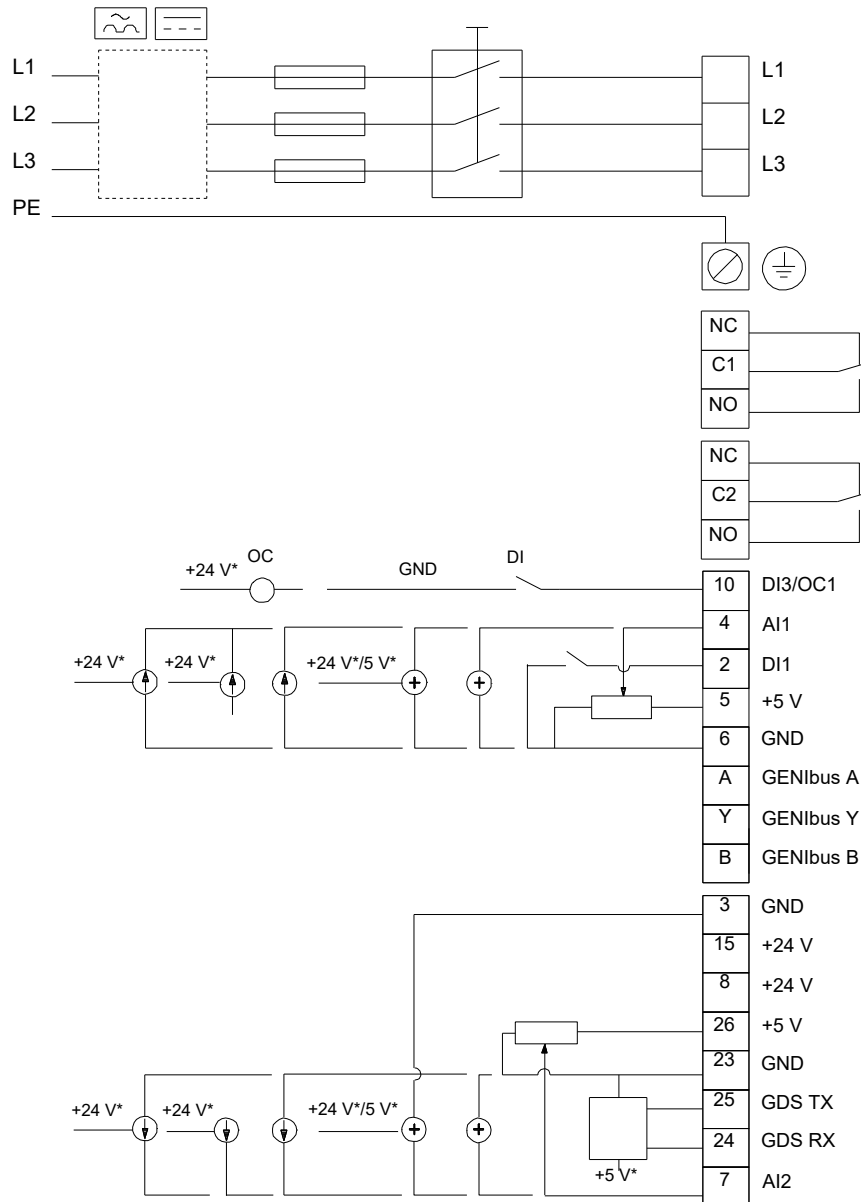 L1 L1
L2 L2
L3 L3
PE
NC
C1
NO
NC
C2
NO
+24 V* OC GND DI 10 DI3/OC1
4 AI1
+24 V* +24 V* +24 V*/5 V* + + 2 DI1
5 +5 V
6 GND
A GENIbus A
Y GENIbus Y
B GENIbus B
3 GND
15 +24 V
8 +24 V
26 +5 V
23 GND
+24 V* +24 V* +24 V*/5 V* + + 25 GDS TX
24 GDS RX
+5 V* 7 AI2